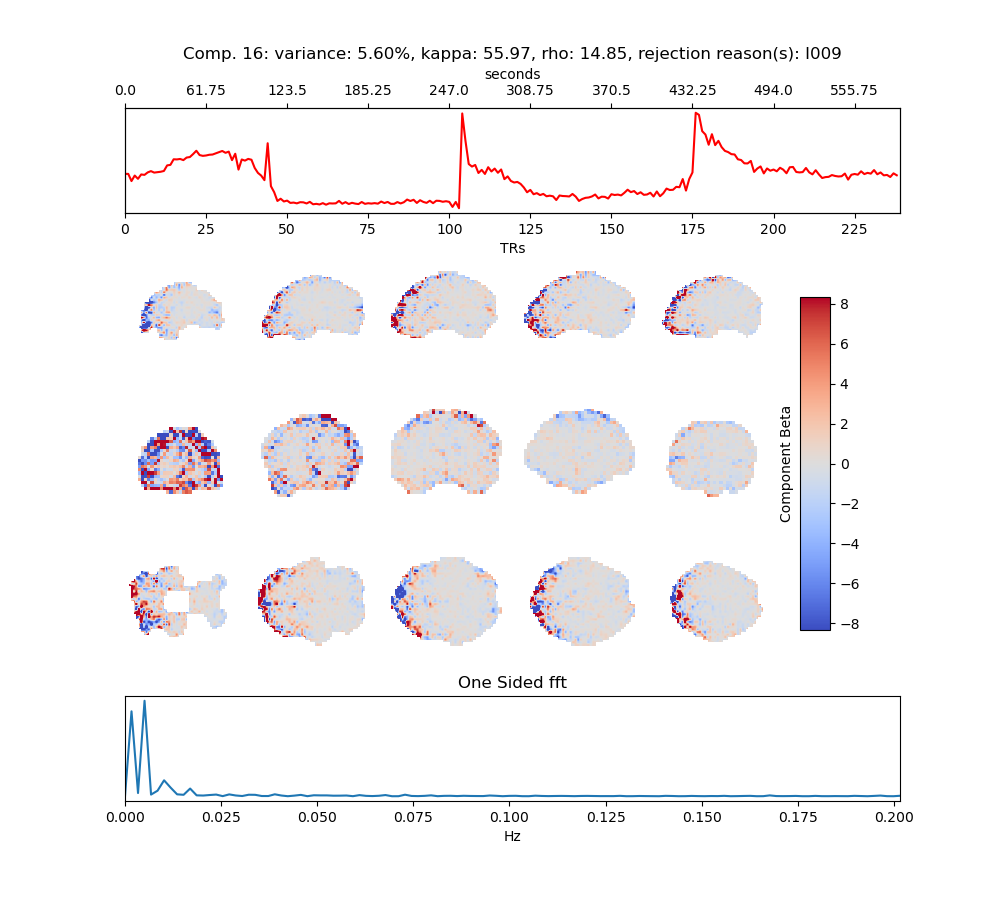 Comp. 16: variance: 5.60%, kappa: 55.97, rho: 14.85, rejection reason(s): I009
seconds
0.0 61.75 123.5 185.25 247.0 308.75 370.5 432.25 494.0 555.75
0 25 50 75 100 125 150 175 200 225
TRs
8
6
4
2
0
−2
−4
−6
−8
Component Beta
One Sided fft
0.000 0.025 0.050 0.075 0.100 0.125 0.150 0.175 0.200
Hz